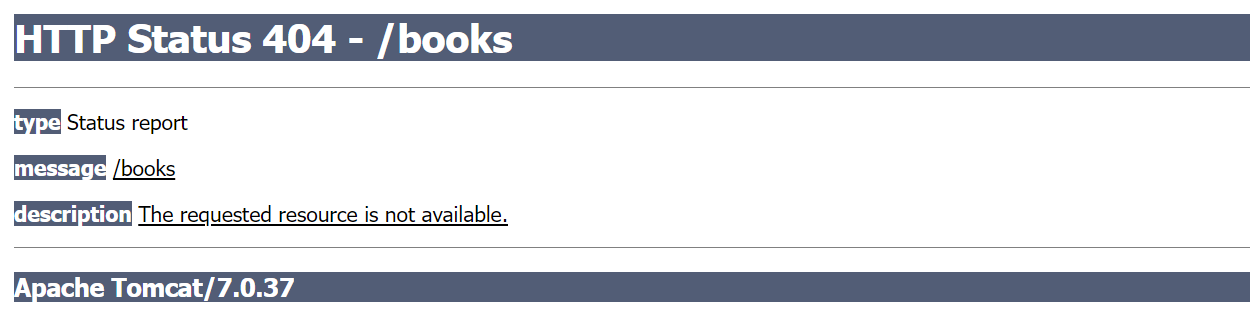 HTTP Status 404 - /books
type Status report
message /books
description The requested resource is not available.
Apache Tomcat/7.0.37